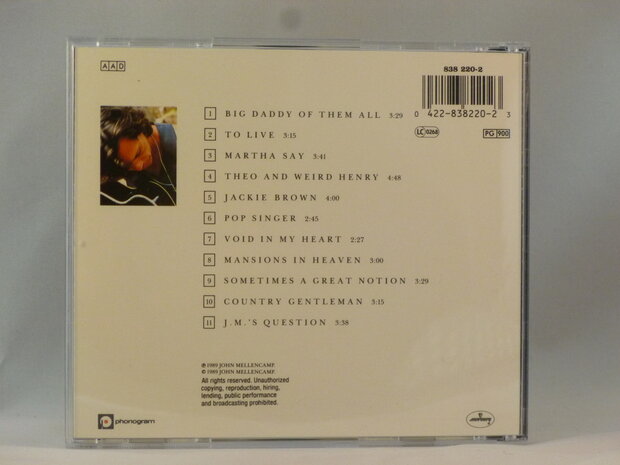 AAD
838 220-2
0 422-838220-2 3
LC 0268
PG 900
1 BIG DADDY OF THEM ALL 3:29
2 TO LIVE 3:15
3 MARTHA SAY 3:41
4 THEO AND WEIRD HENRY 4:48
5 JACKIE BROWN 4:00
6 POP SINGER 2:45
7 VOID IN MY HEART 2:27
8 MANSIONS IN HEAVEN 3:00
9 SOMETIMES A GREAT NOTION 3:29
10 COUNTRY GENTLEMAN 3:15
11 J.M.'S QUESTION 3:38
℗ 1989 JOHN MELLENCAMP.
© 1989 JOHN MELLENCAMP.
All rights reserved. Unauthorized
copying, reproduction, hiring,
lending, public performance
and broadcasting prohibited.
phonogram
mercury